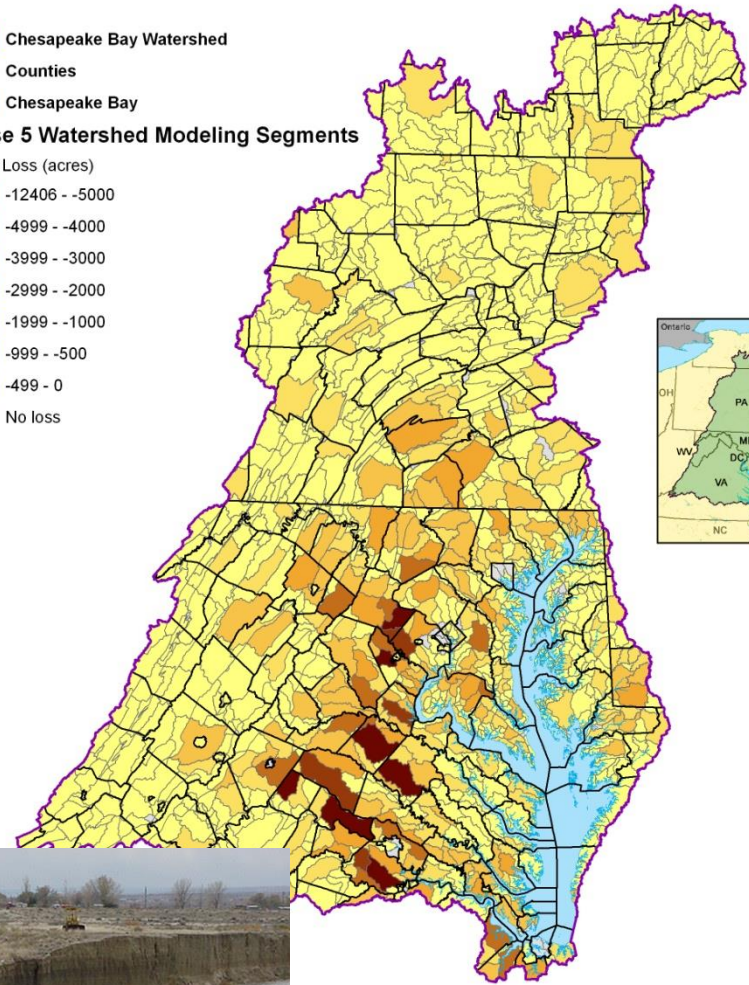 Chesapeake Bay Watershed
Counties
Chesapeake Bay
se 5 Watershed Modeling Segments
Loss (acres)
-12406 - -5000
-4999 - -4000
-3999 - -3000
-2999 - -2000
-1999 - -1000
-999 - -500
-499 - 0
No loss
Ontario
OH
PA
WV
DC
VA
NC